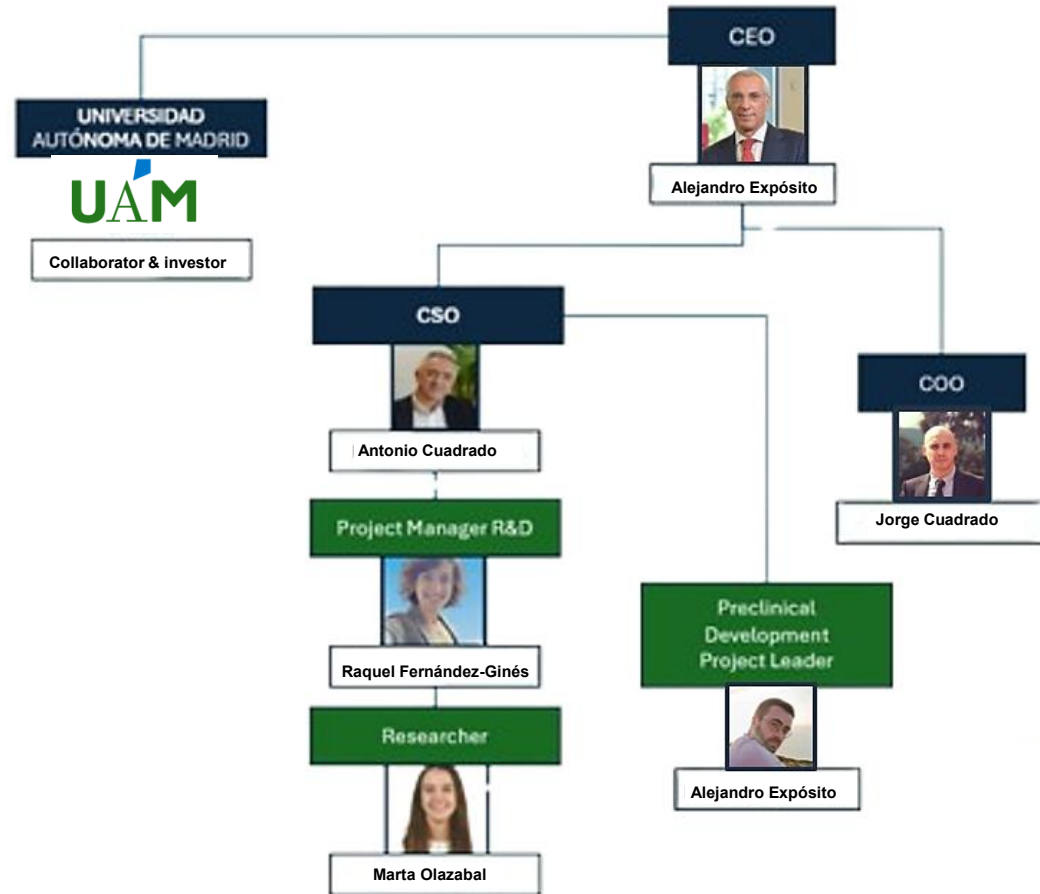 CEO
UNIVERSIDAD
AUTÓNOMA DE MADRID
UÁM
Collaborator & investor
Alejandro Expósito
CSO
Antonio Cuadrado
COO
Jorge Cuadrado
Project Manager R&D
Raquel Fernández-Ginés
Researcher
Marta Olazabal
Preclinical
Development
Project Leader
Alejandro Expósito